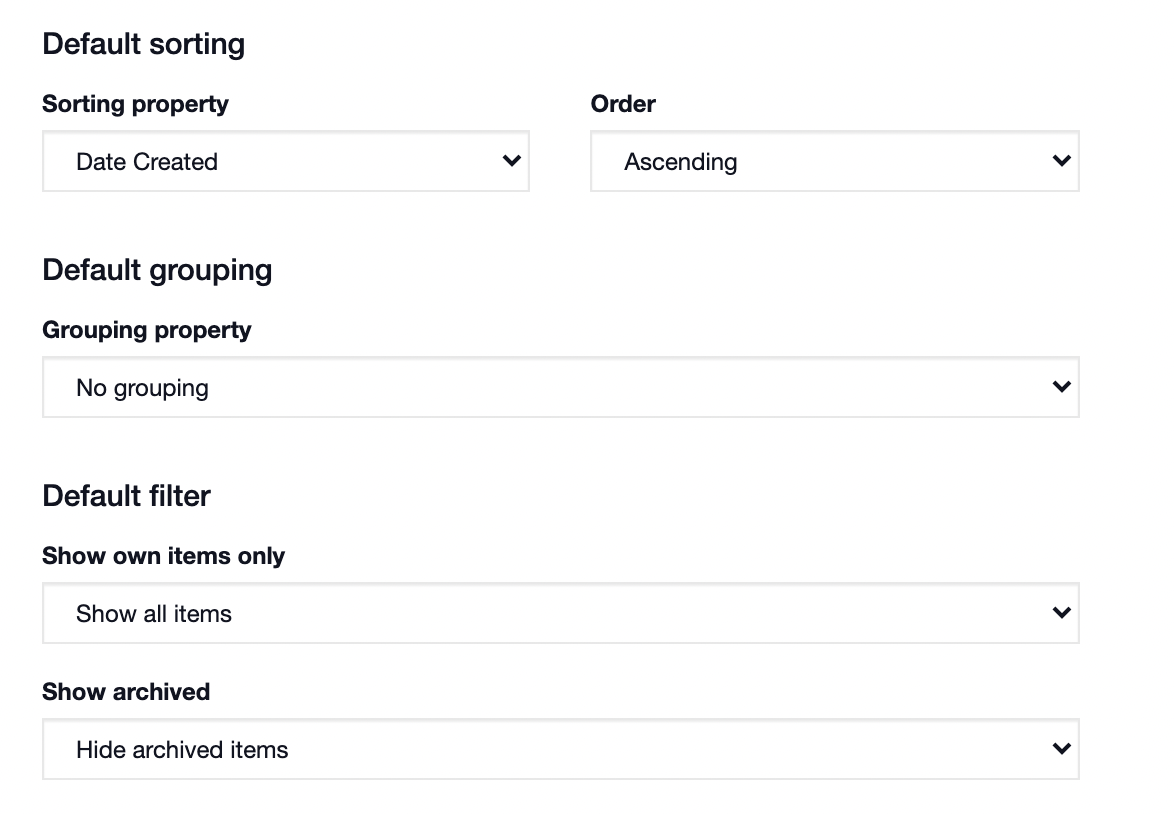 Default sorting
Sorting property
Order
Date Created
Ascending
Default grouping
Grouping property
No grouping
Default filter
Show own items only
Show all items
Show archived
Hide archived items